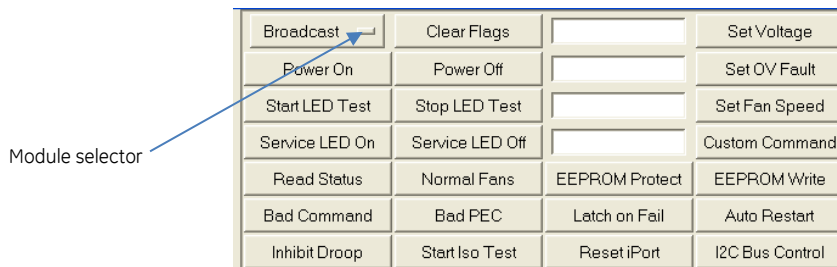 Broadcast Clear Flags Set Voltage
Power On Power Off Set OV Fault
Start LED Test Stop LED Test Set Fan Speed
Service LED On Service LED Off Custom Command
Module selector
Read Status Normal Fans EEPROM Protect EEPROM Write
Bad Command Bad PEC Latch on Fail Auto Restart
Inhibit Droop Start Iso Test Reset iPort I2C Bus Control